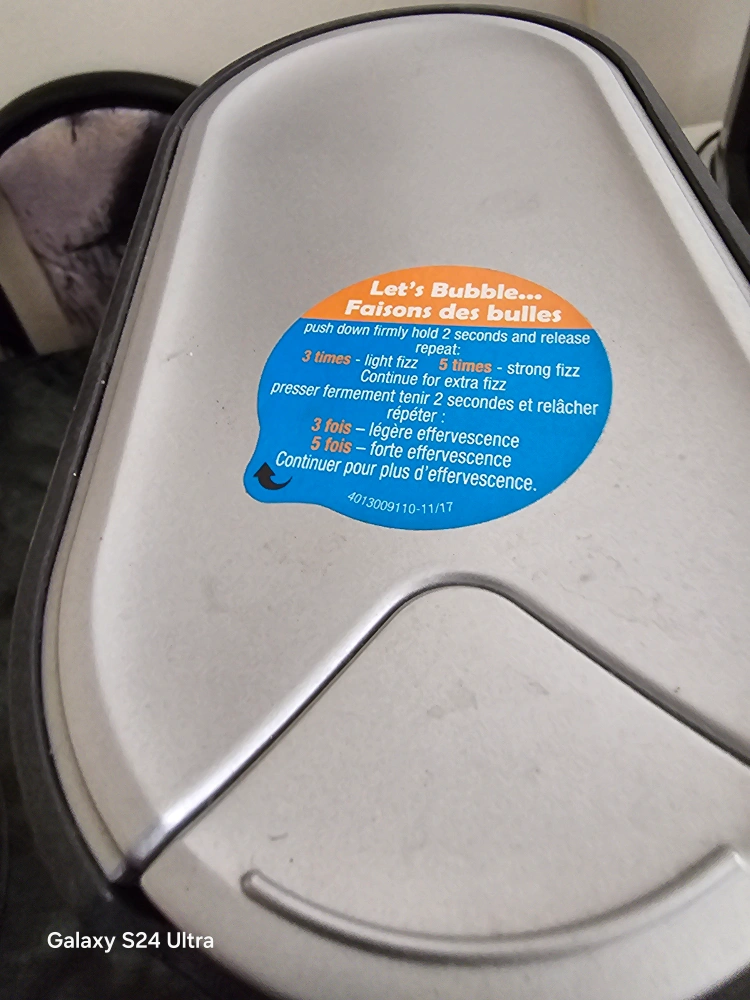 Let's Bubble...
Faisons des bulles
push down firmly hold 2 seconds and release
repeat:
3 times - light fizz 5 times - strong fizz
Continue for extra fizz
presser fermement tenir 2 secondes et relâcher
répéter :
3 fois – légère effervescence
5 fois – forte effervescence
Continuer pour plus d'effervescence.
4013009110-11/17
Galaxy S24 Ultra